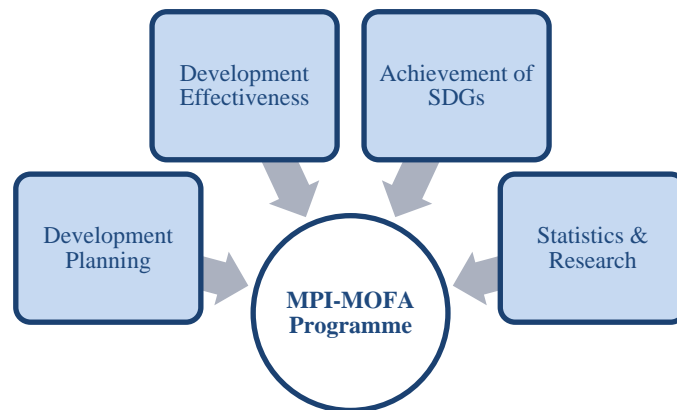 Development
Effectiveness
Achievement of
SDGs
Development
Planning
Statistics &
Research
MPI-MOFA
Programme